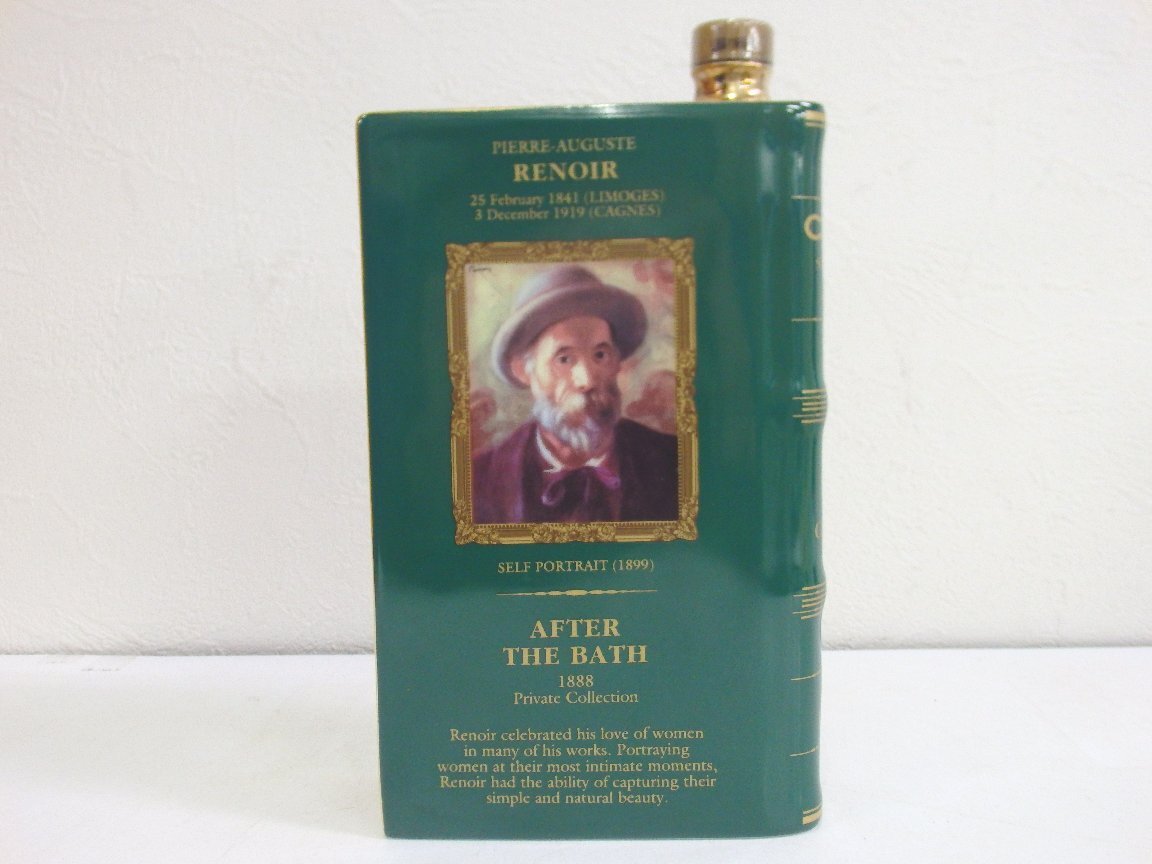 PIERRE-AUGUSTE
RENOIR
25 February 1841 (LIMOGES)
3 December 1919 (CAGNES)
SELF PORTRAIT (1899)
AFTER
THE BATH
1888
Private Collection
Renoir celebrated his love of women
in many of his works. Portraying
women at their most intimate moments,
Renoir had the ability of capturing their
simple and natural beauty.